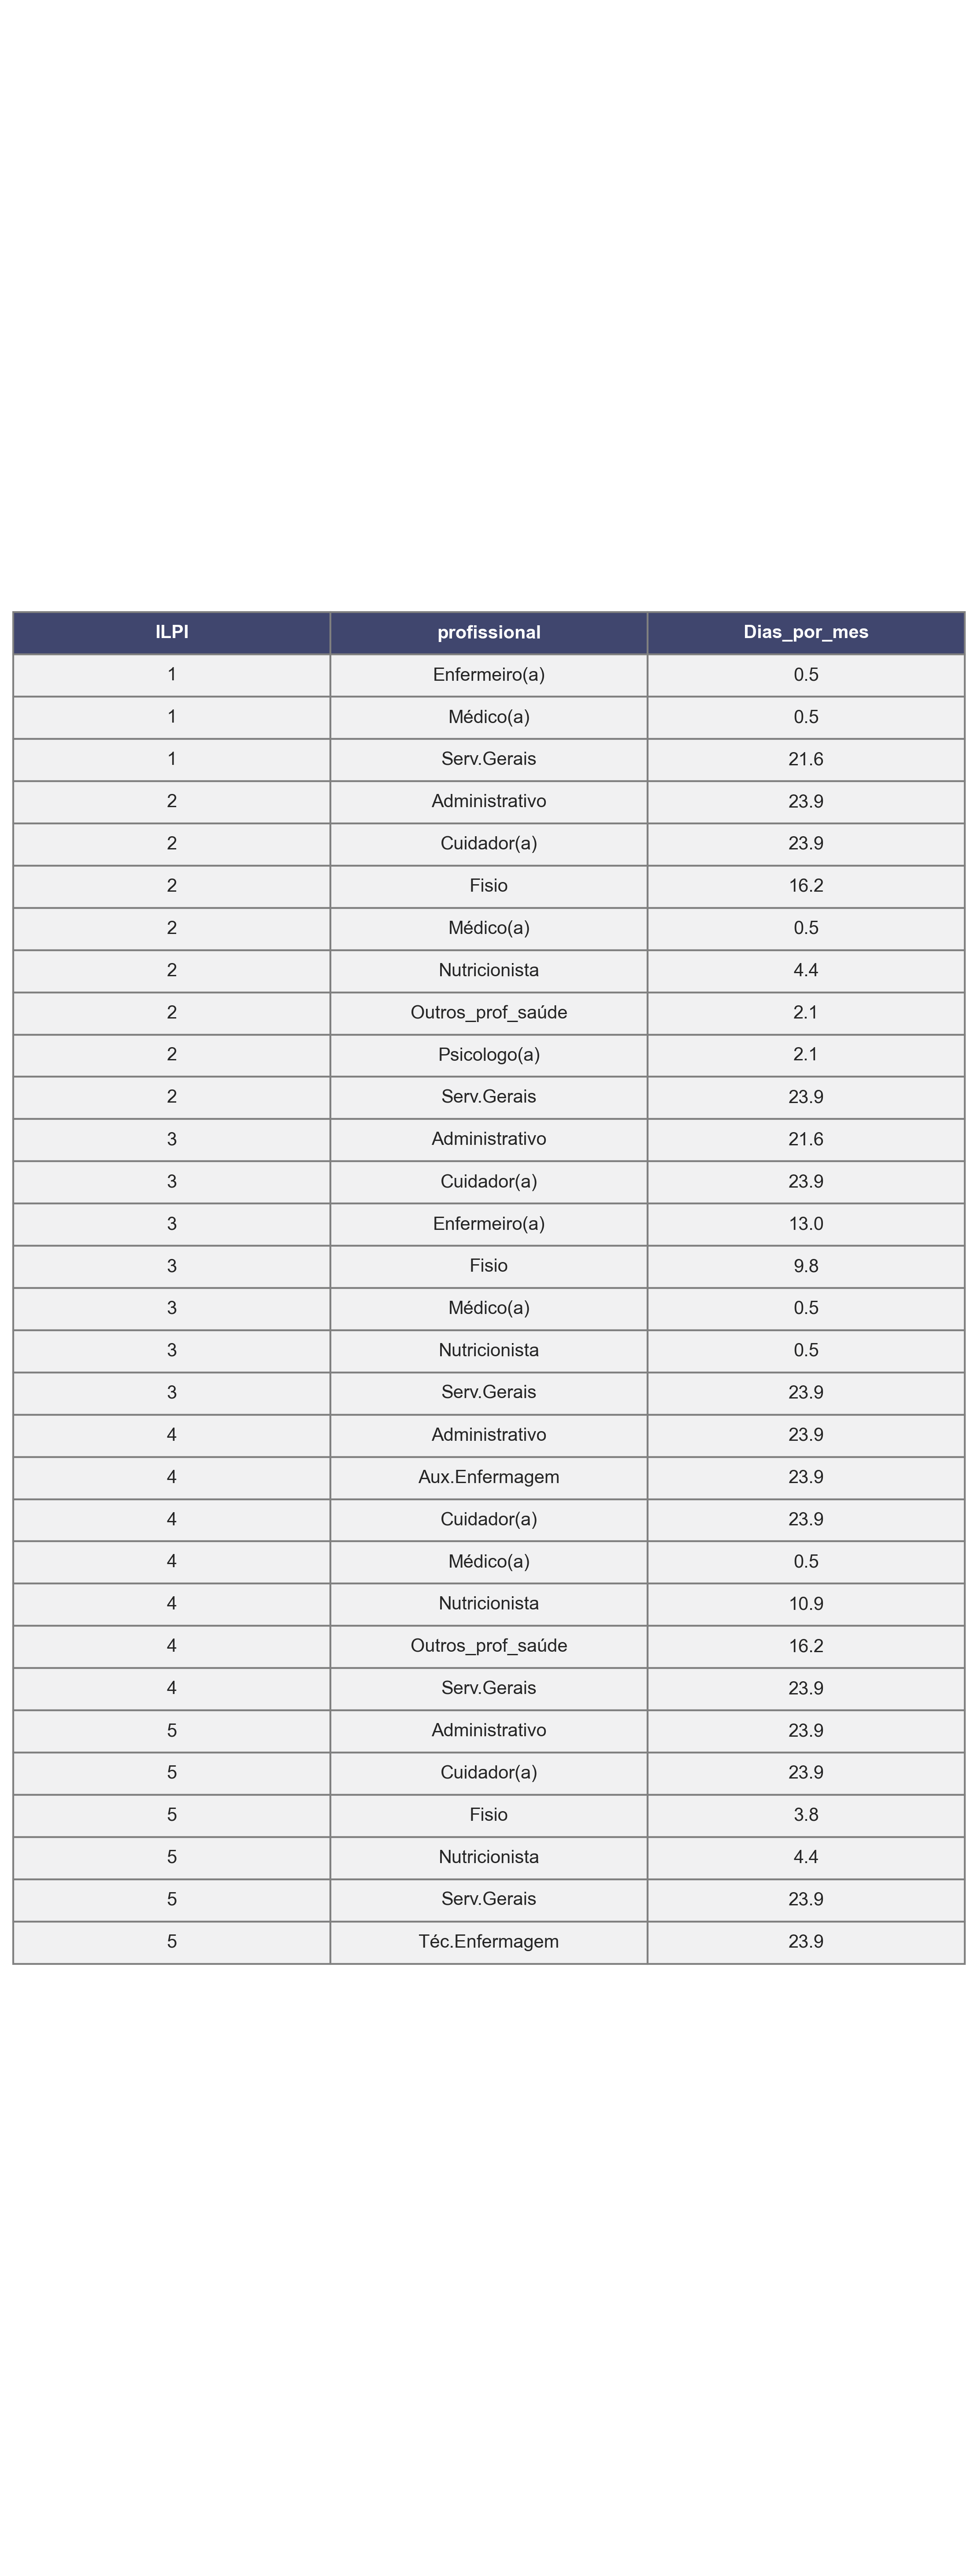 ILPI profissional Dias_por_mes
1 Enfermeiro(a) 0.5
1 Médico(a) 0.5
1 Serv.Gerais 21.6
2 Administrativo 23.9
2 Cuidador(a) 23.9
2 Fisio 16.2
2 Médico(a) 0.5
2 Nutricionista 4.4
2 Outros_prof_saúde 2.1
2 Psicologo(a) 2.1
2 Serv.Gerais 23.9
3 Administrativo 21.6
3 Cuidador(a) 23.9
3 Enfermeiro(a) 13.0
3 Fisio 9.8
3 Médico(a) 0.5
3 Nutricionista 0.5
3 Serv.Gerais 23.9
4 Administrativo 23.9
4 Aux.Enfermagem 23.9
4 Cuidador(a) 23.9
4 Médico(a) 0.5
4 Nutricionista 10.9
4 Outros_prof_saúde 16.2
4 Serv.Gerais 23.9
5 Administrativo 23.9
5 Cuidador(a) 23.9
5 Fisio 3.8
5 Nutricionista 4.4
5 Serv.Gerais 23.9
5 Téc.Enfermagem 23.9